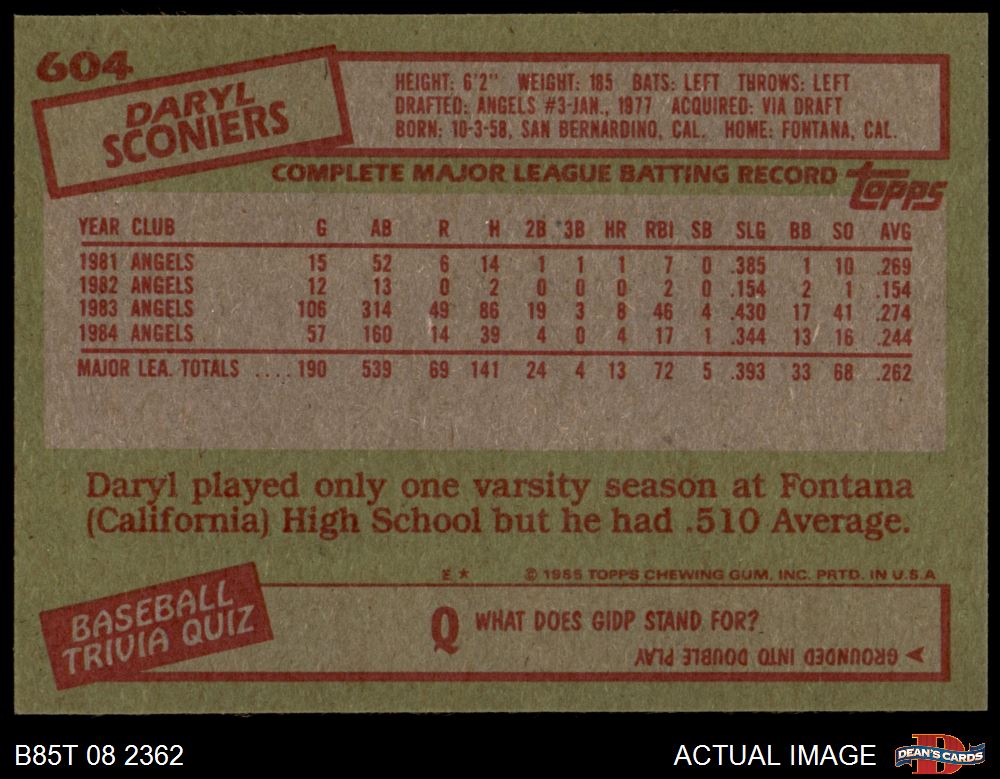 604
DARYL
SCONIERS
HEIGHT: 6'2" WEIGHT: 185 BATS: LEFT THROWS: LEFT
DRAFTED: ANGELS #3-JAN., 1977 ACQUIRED: VIA DRAFT
BORN: 10-3-58, SAN BERNARDINO, CAL. HOME: FONTANA, CAL.
COMPLETE MAJOR LEAGUE BATTING RECORD topps
YEAR CLUB G AB R H 2B 3B HR RBI SB SLG BB SO AVG
1981 ANGELS 15 52 6 14 1 1 1 7 0 .385 1 10 .269
1982 ANGELS 12 13 0 2 0 0 0 2 0 .154 2 1 .154
1983 ANGELS 106 314 49 86 19 3 8 46 4 .430 17 41 .274
1984 ANGELS 57 160 14 39 4 0 4 17 1 .344 13 16 .244
MAJOR LEA. TOTALS ....190 539 69 141 24 4 13 72 5 .393 33 68 .262
Daryl played only one varsity season at Fontana
(California) High School but he had .510 Average.
E * © 1985 TOPPS CHEWING GUM, INC. PRTD. IN U.S.A
BASEBALL
TRIVIA QUIZ
Q WHAT DOES GIDP STAND FOR?
GROUNDED INTO DOUBLE PLAY
B85T 08 2362
ACTUAL IMAGE
D
DEAN'S CARDS